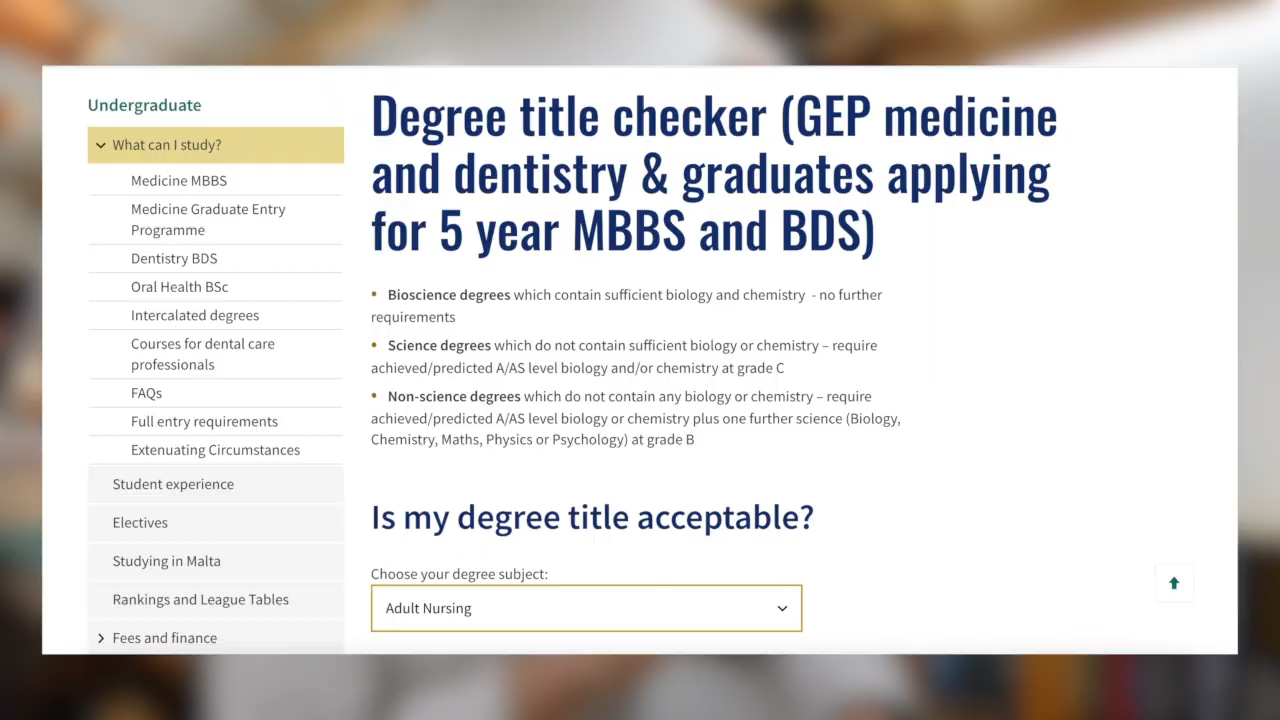 Undergraduate
What can I study?
Medicine MBBS
Medicine Graduate Entry
Programme
Dentistry BDS
Oral Health BSc
Intercalated degrees
Courses for dental care
professionals
FAQs
Full entry requirements
Extenuating Circumstances
Student experience
Electives
Studying in Malta
Rankings and League Tables
Fees and finance
Degree title checker (GEP medicine
and dentistry & graduates applying
for 5 year MBBS and BDS)
• Bioscience degrees which contain sufficient biology and chemistry - no further
requirements
• Science degrees which do not contain sufficient biology or chemistry – require
achieved/predicted A/AS level biology and/or chemistry at grade C
• Non-science degrees which do not contain any biology or chemistry – require
achieved/predicted A/AS level biology or chemistry plus one further science (Biology,
Chemistry, Maths, Physics or Psychology) at grade B
Is my degree title acceptable?
Choose your degree subject:
Adult Nursing